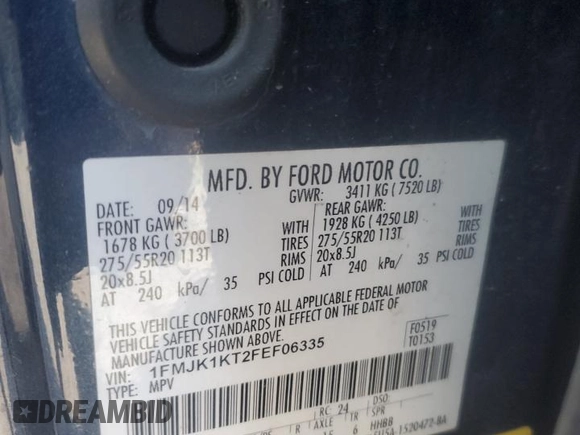 MFD. BY FORD MOTOR CO.
DATE: 09/14
GVWR: 3411 KG ( 7520 LB)
FRONT GAWR:
REAR GAWR:
1678 KG ( 3700 LB) WITH
1928 KG ( 4250 LB) WITH
275/55R20 113T TIRES
275/55R20 113T TIRES
20x8.5J RIMS
20x8.5J RIMS
AT 240 kPa/ 35 PSI COLD
AT 240 kPa/ 35 PSI COLD
THIS VEHICLE CONFORMS TO ALL APPLICABLE FEDERAL MOTOR
VEHICLE SAFETY STANDARDS IN EFFECT ON THE DATE OF
MANUFACTURE SHOWN ABOVE.
F0519
T0153
VIN: 1FMJK1KT2FEF06335
TYPE: MPV
RC: 24 DSO:
R AXLE TR SPR
6 HHBB
1520472-BA
DREAMBID